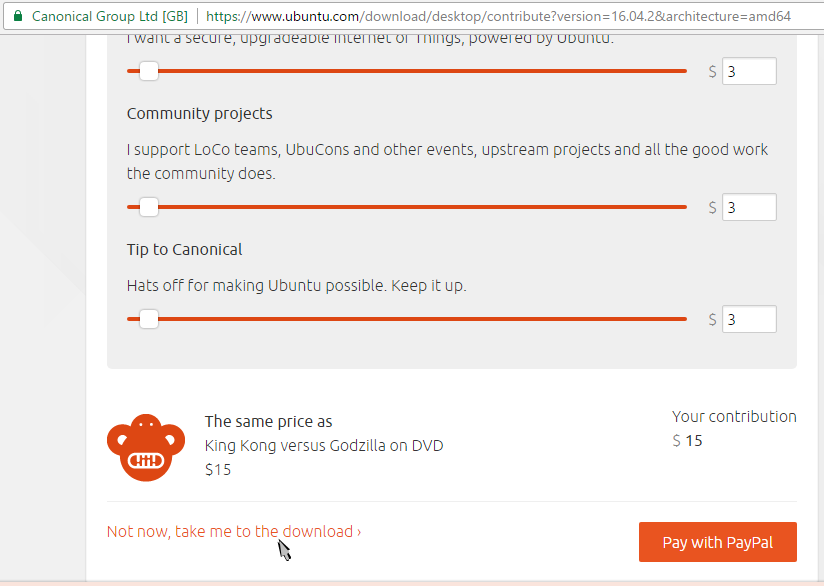 Canonical Group Ltd [GB] https://www.ubuntu.com/download/desktop/contribute?version=16.04.2&architecture=amd64
I want a secure, upgradeable Internet of Things, powered by Ubuntu.
$ 3
Community projects
I support LoCo teams, UbuCons and other events, upstream projects and all the good work
the community does.
$ 3
Tip to Canonical
Hats off for making Ubuntu possible. Keep it up.
$ 3
The same price as
King Kong versus Godzilla on DVD
$15
Your contribution
$ 15
Not now, take me to the download ›
Pay with PayPal